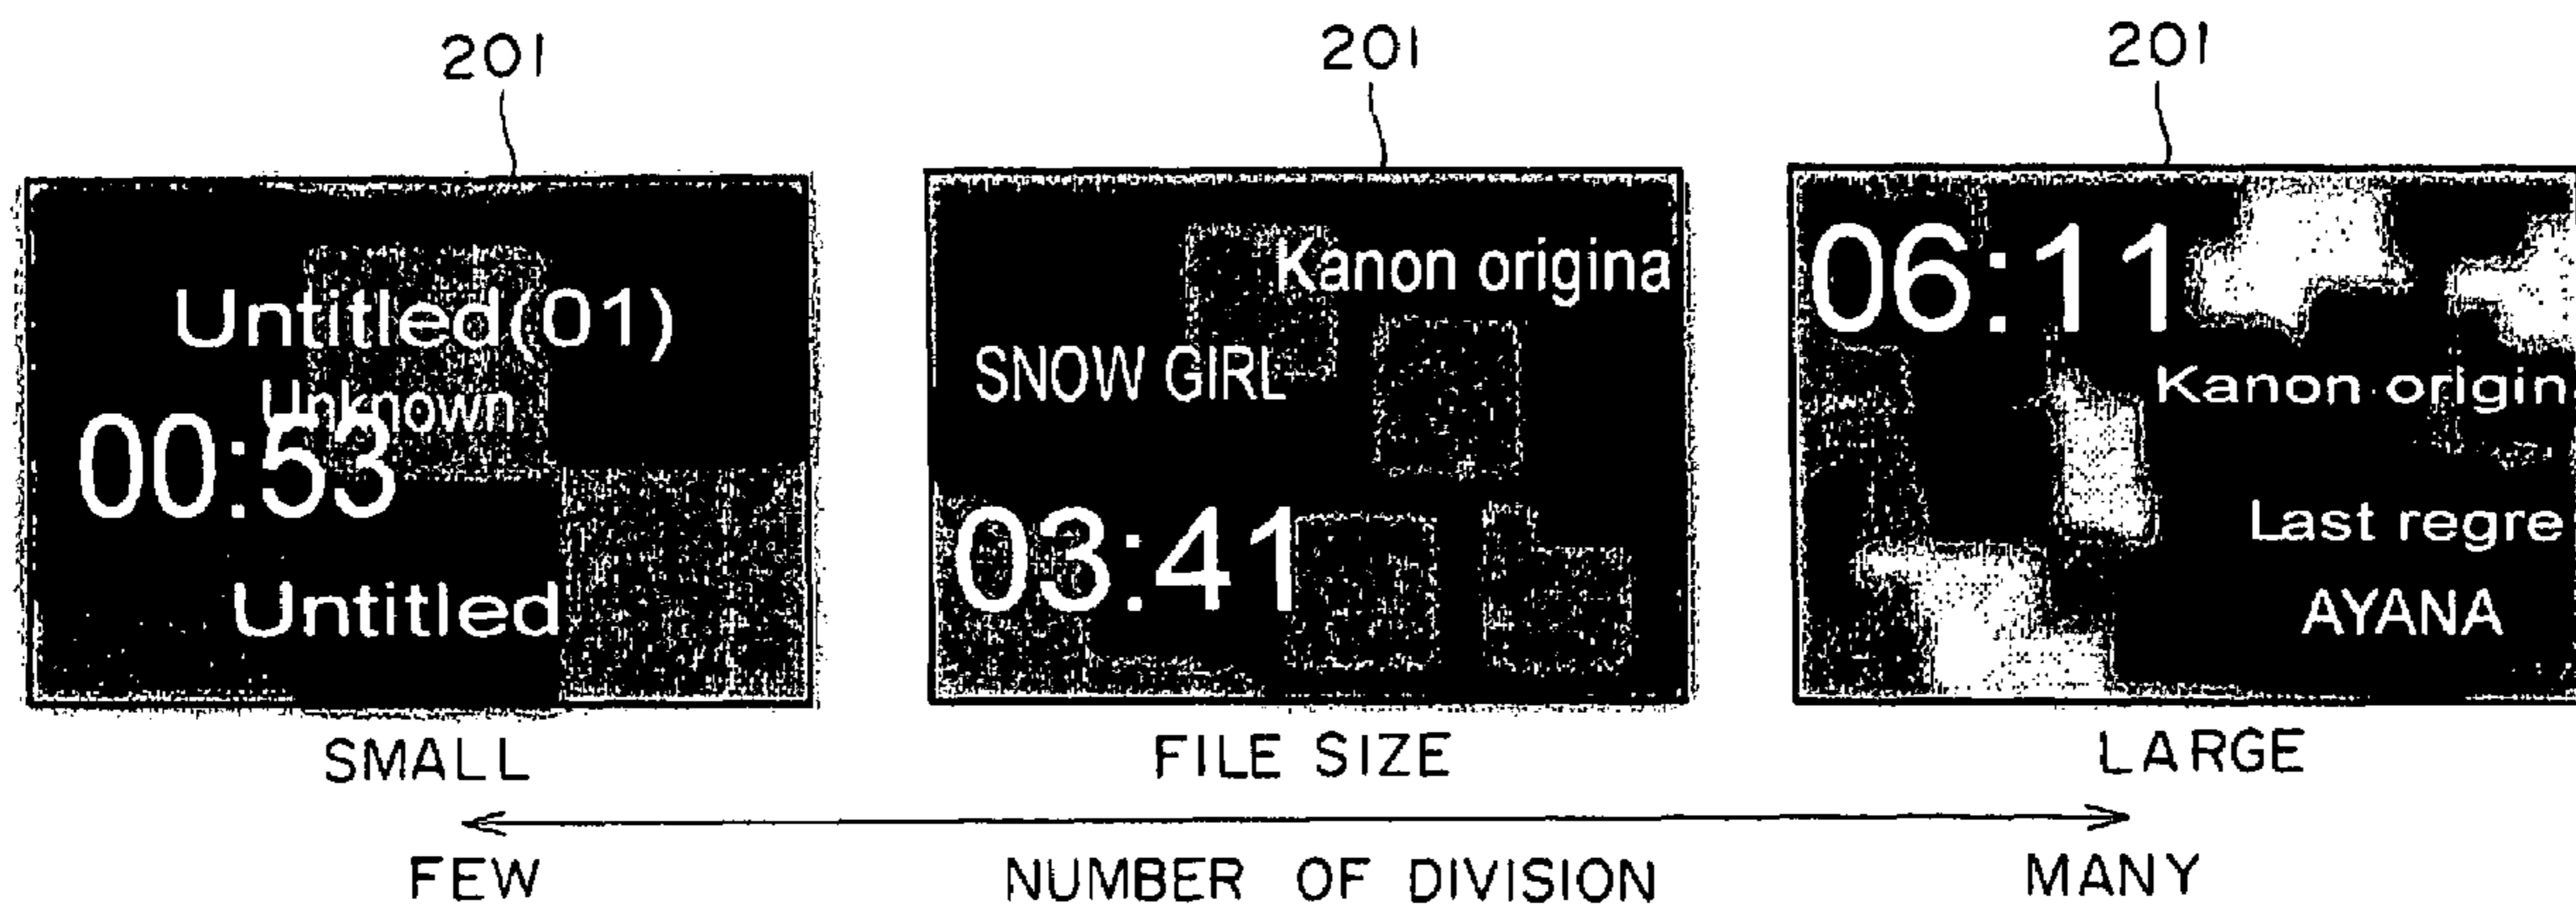 201
201
201
Untitled(01)
Unknown
00:53
Untitled
Kanon origina
SNOW GIRL
03:41
06:11
Kanon origin
Last regre
AYANA
SMALL
FILE SIZE
LARGE
FEW
NUMBER OF DIVISION
MANY